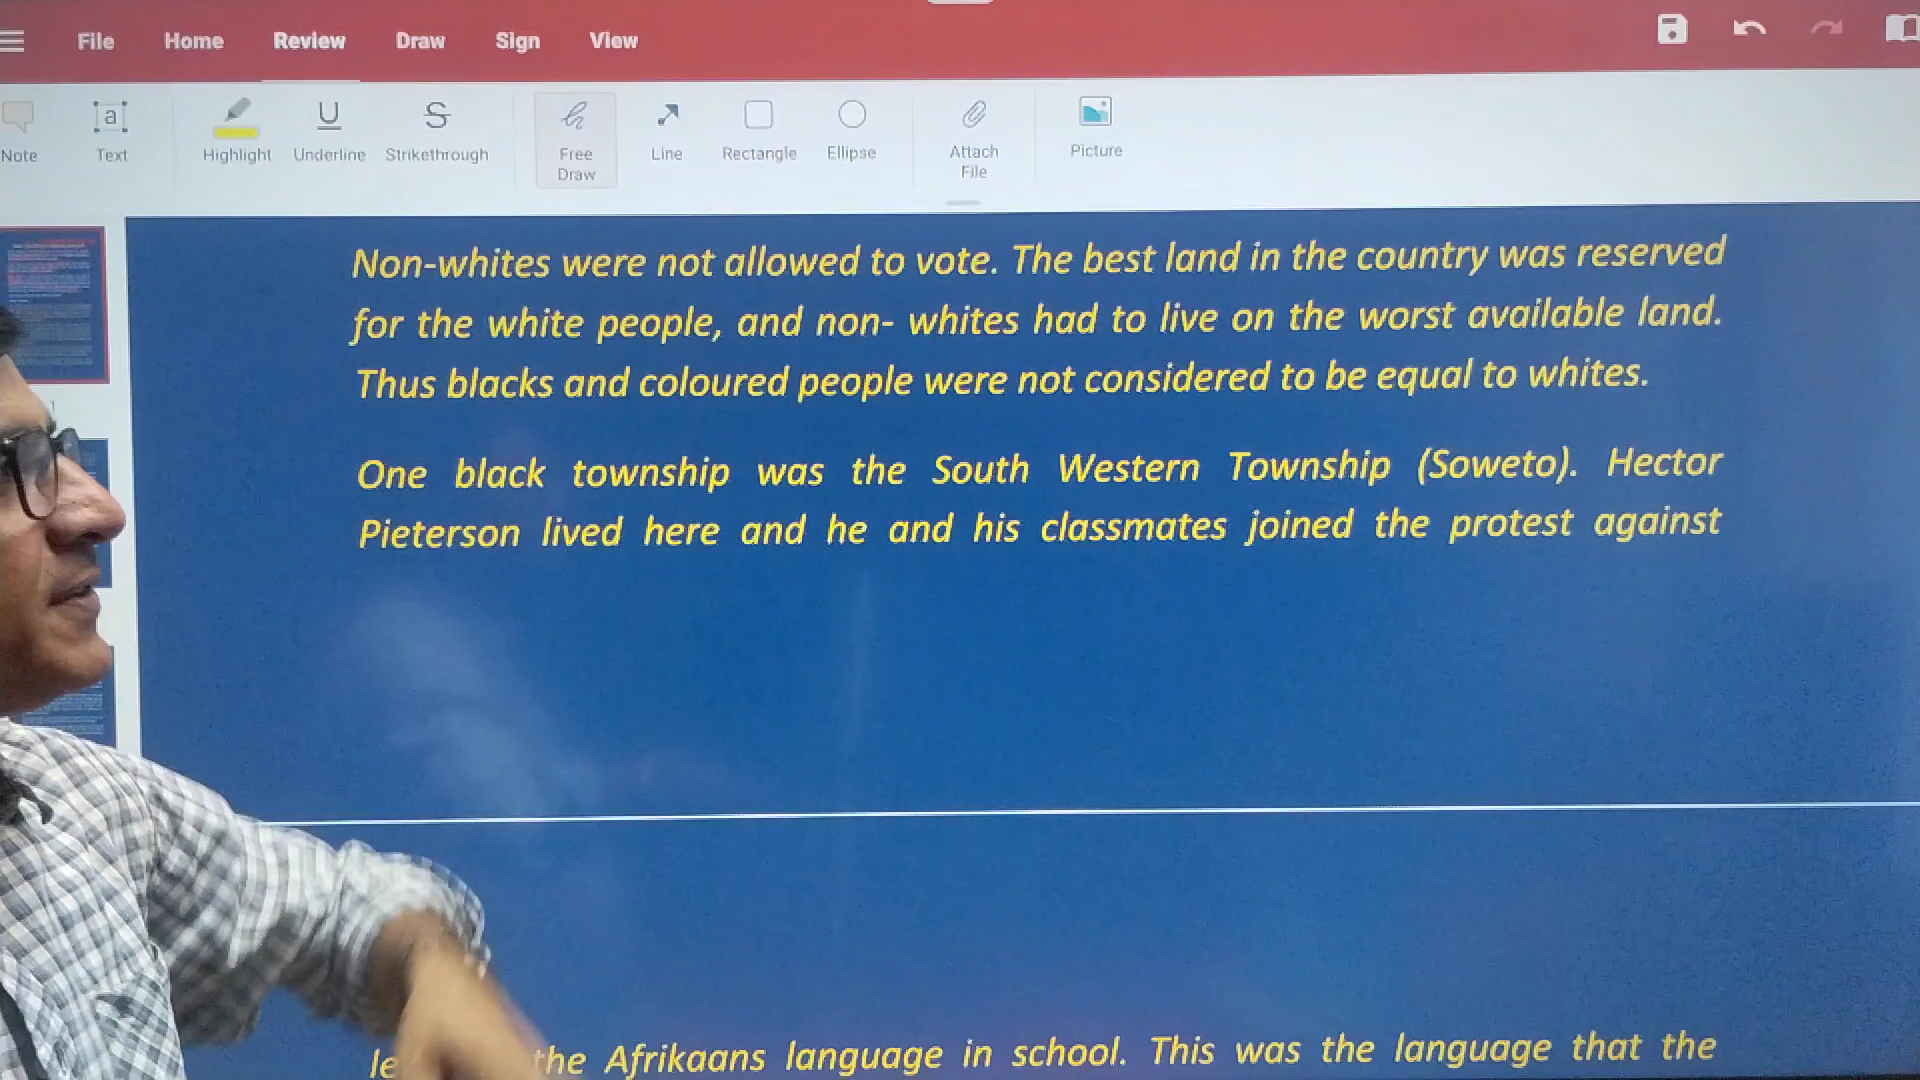 File Home Review Draw Sign View
Note Text Highlight Underline Strikethrough Free Draw Line Rectangle Ellipse Attach File Picture
Non-whites were not allowed to vote. The best land in the country was reserved
for the white people, and non- whites had to live on the worst available land.
Thus blacks and coloured people were not considered to be equal to whites.
One black township was the South Western Township (Soweto). Hector
Pieterson lived here and he and his classmates joined the protest against
the Afrikaans language in school. This was the language that the